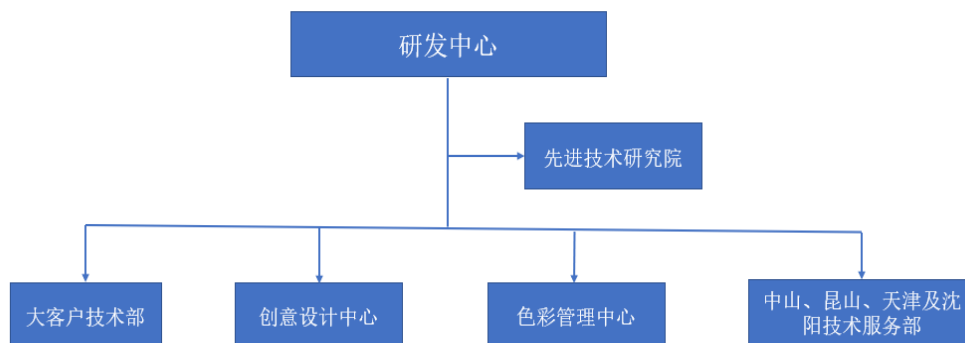 研发中心
先进技术研究院
大客户技术部
创意设计中心
色彩管理中心
中山、昆山、天津及沈
阳技术服务部